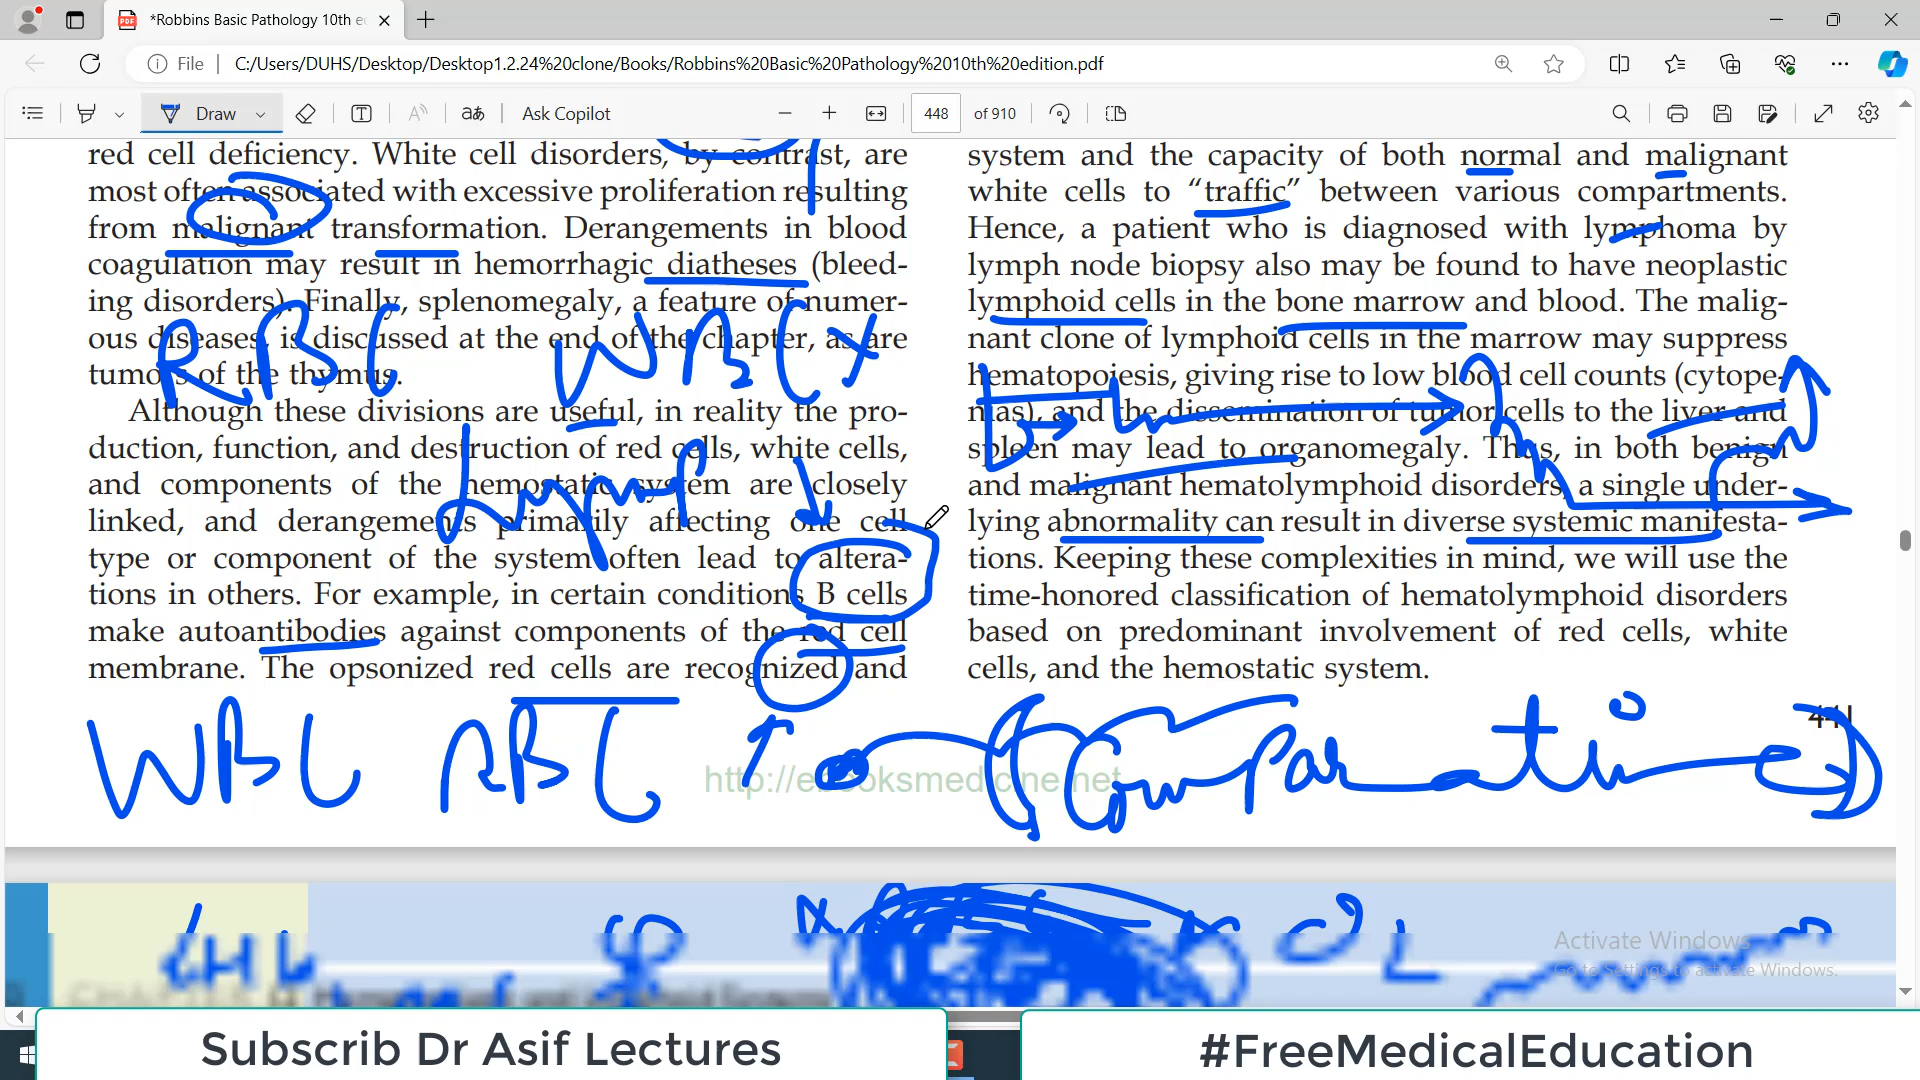 *Robbins Basic Pathology 10th ed
File
C:/Users/DUHS/Desktop/Desktop1.2.24%20clone/Books/Robbins%20Basic%20Pathology%2010th%20edition.pdf
Draw
aあ
Ask Copilot
448 of 910
red cell deficiency. White cell disorders, by contrast, are
most often associated with excessive proliferation resulting
from malignant transformation. Derangements in blood
coagulation may result in hemorrhagic diatheses (bleed-
ing disorders). Finally, splenomegaly, a feature of numer-
ous diseases, is discussed at the end of the chapter, as are
tumors of the thymus.
Although these divisions are useful, in reality the pro-
duction, function, and destruction of red cells, white cells,
and components of the hemostatic system are closely
linked, and derangements primarily affecting one cell
type or component of the system often lead to altera-
tions in others. For example, in certain conditions B cells
make autoantibodies against components of the red cell
membrane. The opsonized red cells are recognized and
RBC WBC
WBC RBC
system and the capacity of both normal and malignant
white cells to “traffic” between various compartments.
Hence, a patient who is diagnosed with lymphoma by
lymph node biopsy also may be found to have neoplastic
lymphoid cells in the bone marrow and blood. The malig-
nant clone of lymphoid cells in the marrow may suppress
hematopoiesis, giving rise to low blood cell counts (cytope-
nias), and the dissemination of tumor cells to the liver and
spleen may lead to organomegaly. Thus, in both benign
and malignant hematolymphoid disorders, a single under-
lying abnormality can result in diverse systemic manifesta-
tions. Keeping these complexities in mind, we will use the
time-honored classification of hematolymphoid disorders
based on predominant involvement of red cells, white
cells, and the hemostatic system.
441
http://ebooksmedicine.net
Activate Windows
Go to Settings to activate Windows.
Subscrib Dr Asif Lectures
#FreeMedicalEducation